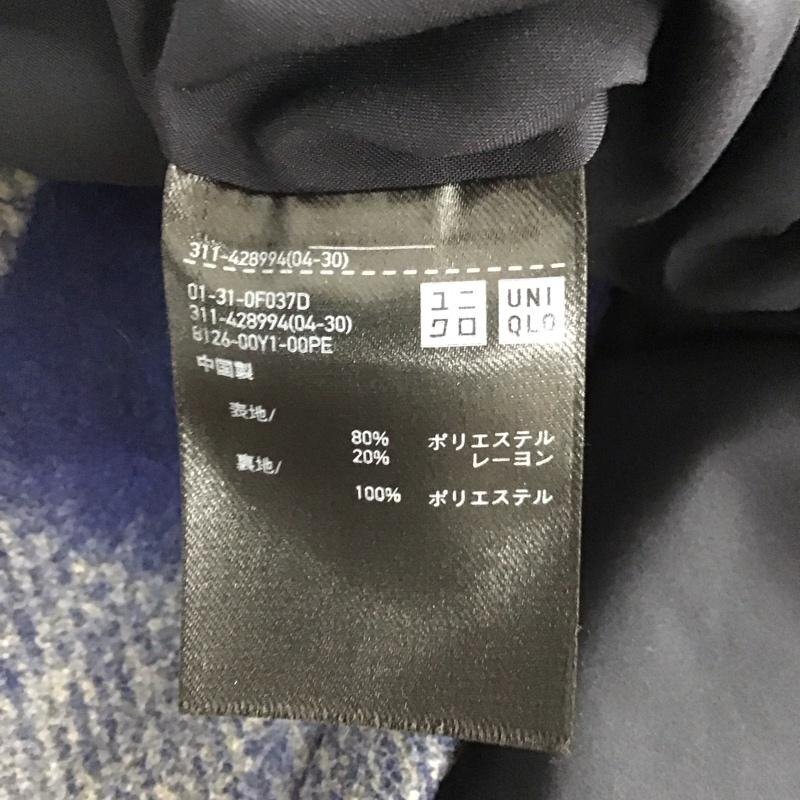 311-428994(04-30)
01-31-0F037D
311-428994(04-30)
8126-00Y1-00PE
ユニ
クロ
UNI
QLO
中国製
表地/
80% ポリエステル
20% レーヨン
裏地/
100% ポリエステル